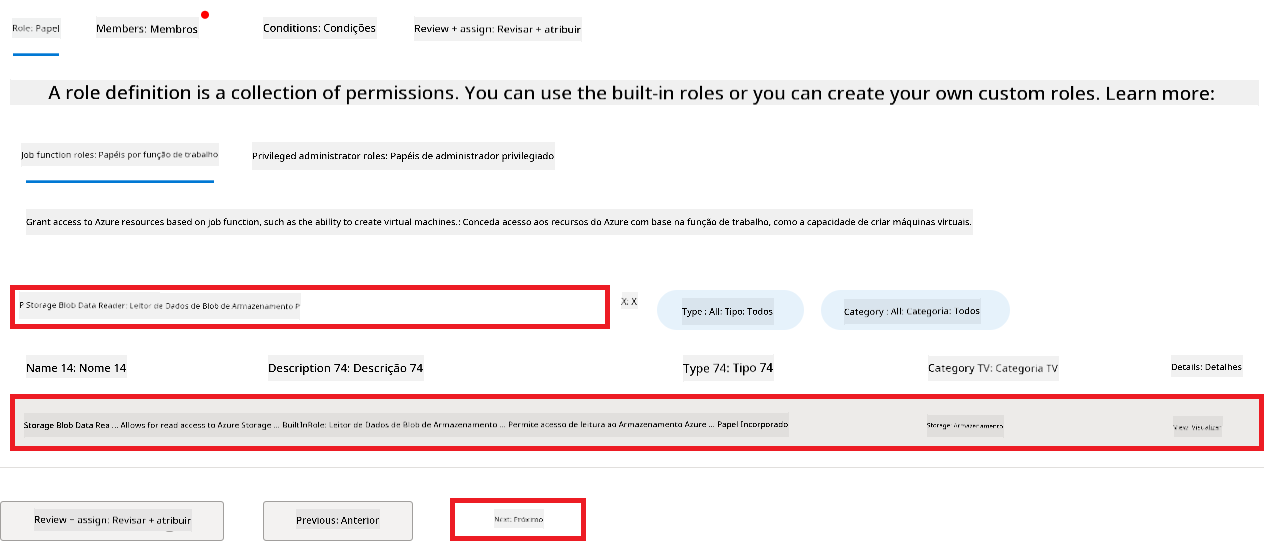 Role: Papel
Members: Membros
Conditions: Condições
Review + assign: Revisar + atribuir
A role definition is a collection of permissions. You can use the built-in roles or you can create your own custom roles. Learn more:
Job function roles: Papéis por função de trabalho
Privileged administrator roles: Papéis de administrador privilegiado
Grant access to Azure resources based on job function, such as the ability to create virtual machines.: Conceda acesso aos recursos do Azure com base na função de trabalho, como a capacidade de criar máquinas virtuais.
P Storage Blob Data Reader: Leitor de Dados de Blob de Armazenamento P
X: X
Type : All: Tipo: Todos
Category : All: Categoria: Todos
Name 14: Nome 14
Description 74: Descrição 74
Type 74: Tipo 74
Category TV: Categoria TV
Details: Detalhes
Storage Blob Data Rea ... Allows for read access to Azure Storage ... BuiltInRole: Leitor de Dados de Blob de Armazenamento ... Permite acesso de leitura ao Armazenamento Azure ... Papel Incorporado
Storage: Armazenamento
View: Visualizar
Review − assign: Revisar + atribuir
Previous: Anterior
Next: Próximo